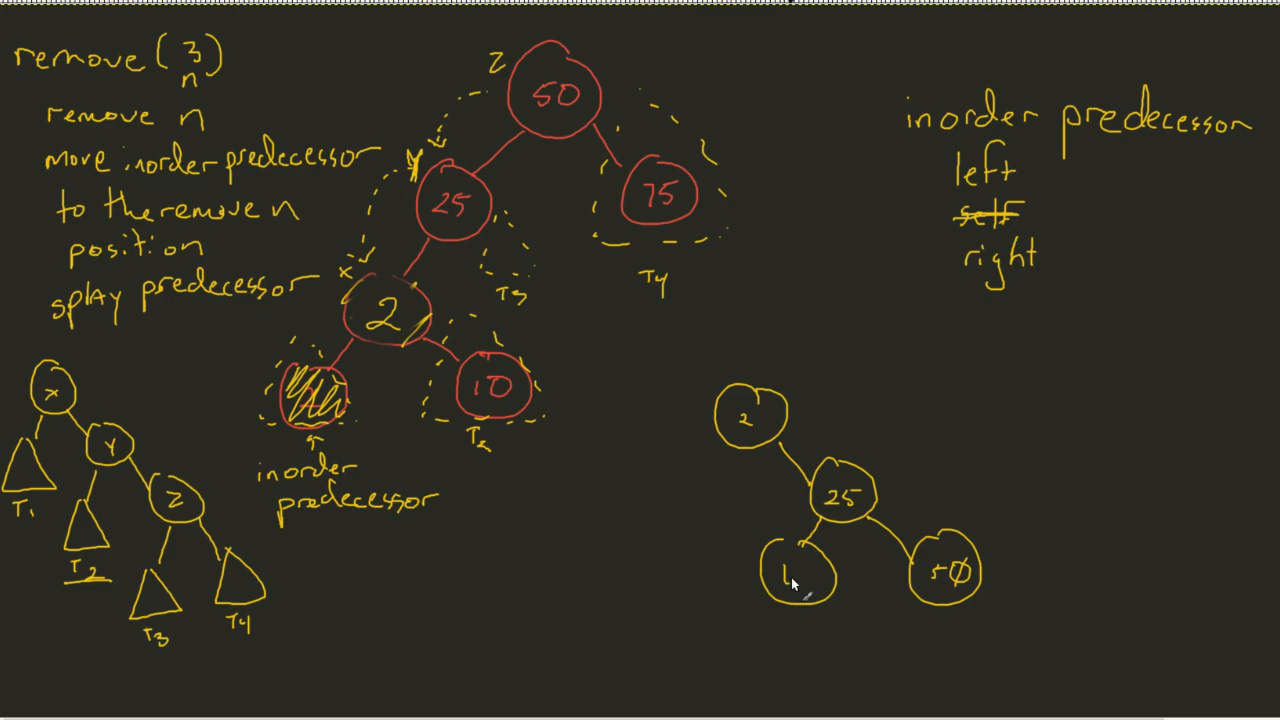 remove ( 3
n )
remove n
move inorder predecessor
to the remove n
position
splay predecessor
Z
50
Y
25
75
X
2
T3
T4
10
T2
inorder
predecessor
inorder predecessor
left
self
right
x
y
Z
T1
T2
T3
T4
2
25
1
50